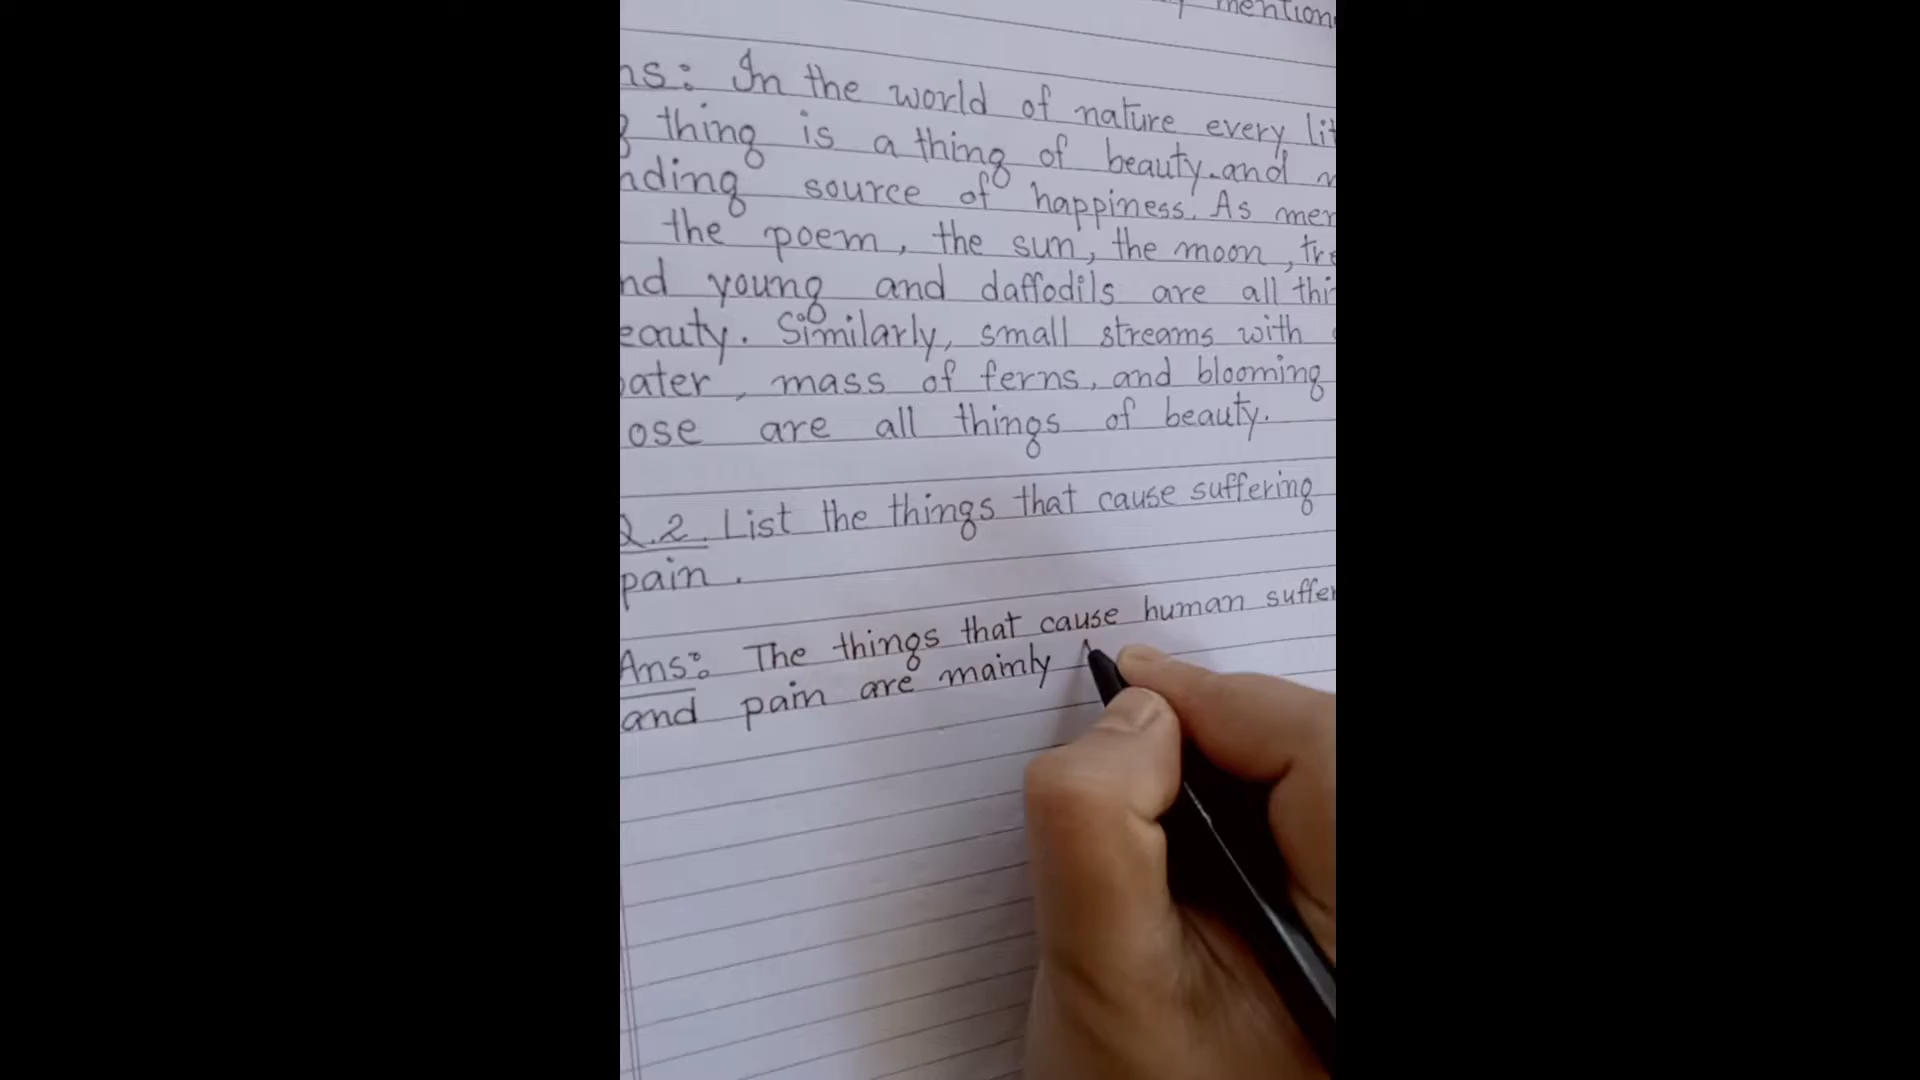 mention
ns: In the world of nature every lit
g thing is a thing of beauty. and n
nding source of happiness. As men
the poem, the sun, the moon, tre
nd young and daffodils are all thi
eauty. Similarly, small streams with
ater, mass of ferns, and blooming
ose are all things of beauty.
Q.2. List the things that cause suffering
pain.
Ans: The things that cause human suffer
and pain are mainly